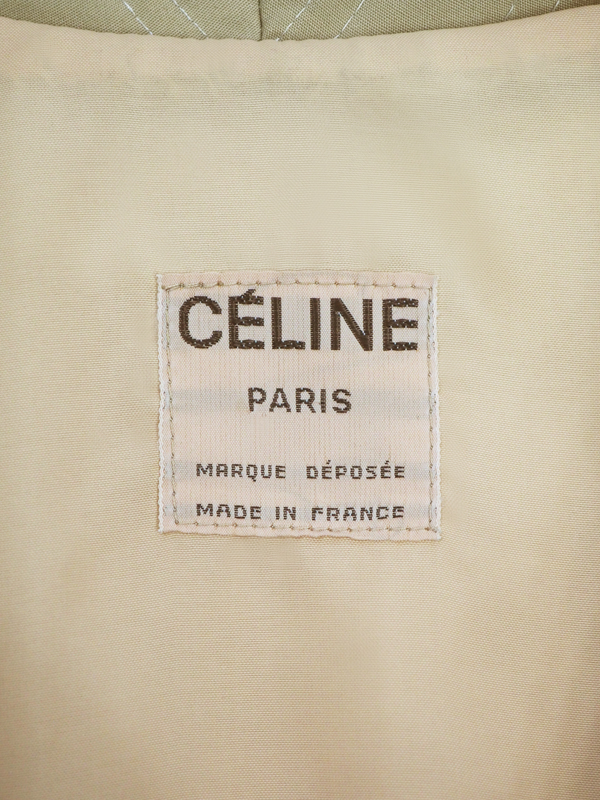 CÉLINE
PARIS
MARQUE DÉPOSÉE
MADE IN FRANCE